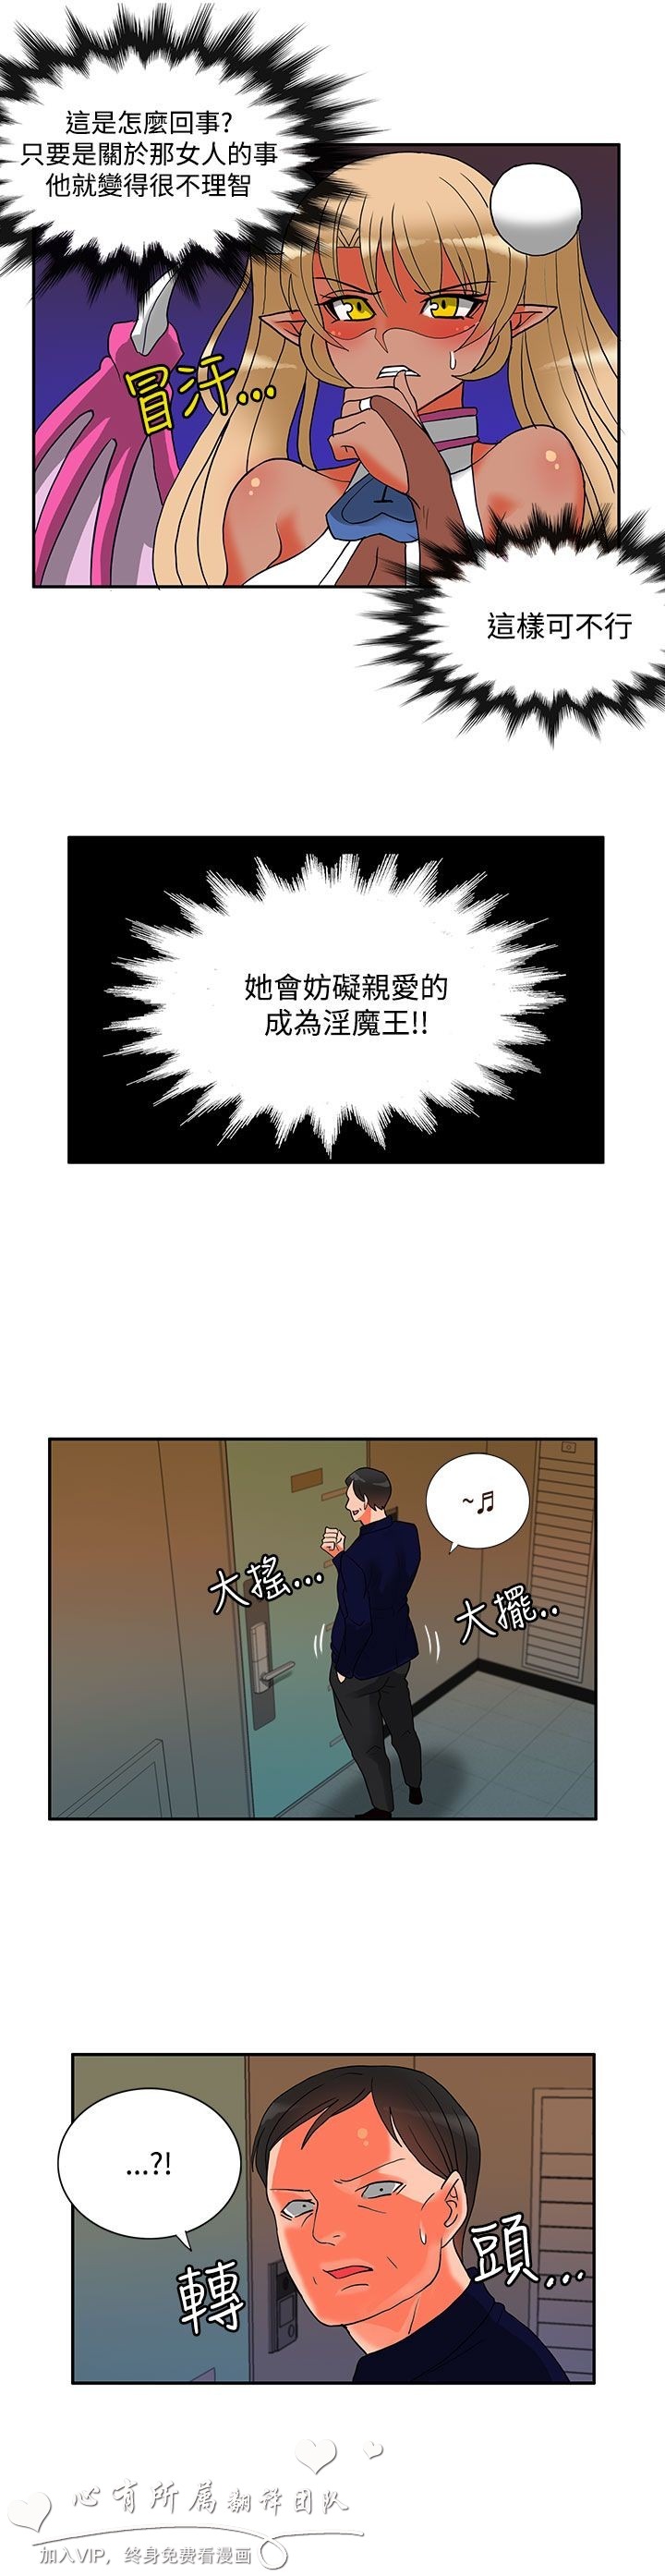 這是怎麼回事?
只要是關於那女人的事
他就變得很不理智
冒汗...
這樣可不行
她會妨礙親愛的
成為淫魔王!!
~♬
大搖...
大擺..
...?!
轉
頭...
心有所属翻译团队
加入VIP，终身免费看漫画